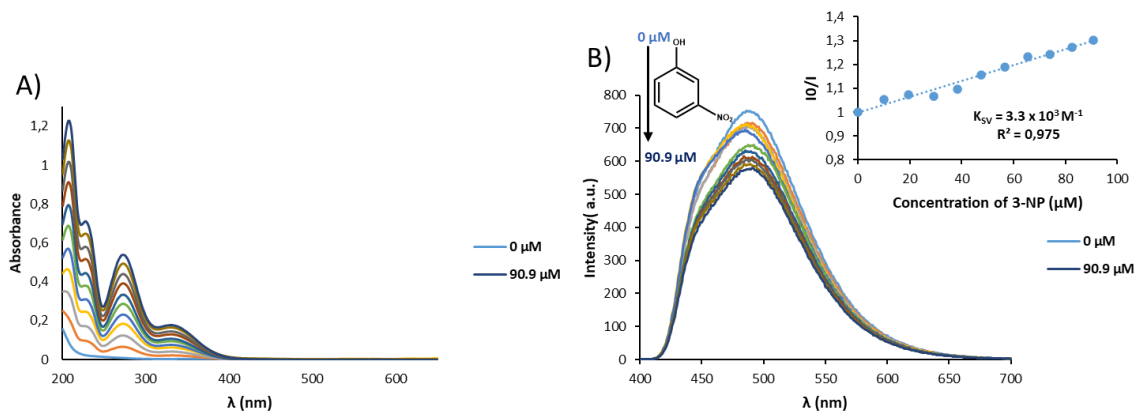 A)
Absorbance
1,2
1
0,8
0,6
0,4
0,2
0
200
300
400
500
600
λ (nm)
0 µM
90.9 µM
B)
0 µM
OH
NO₂
90.9 µM
Intensity( a.u.)
800
700
600
500
400
300
200
100
0
400
450
500
550
600
650
700
λ (nm)
I0/I
1,4
1,3
1,2
1,1
1
0,9
0,8
0
20
40
60
80
100
K_SV = 3.3 x 10³ M⁻¹
R² = 0,975
Concentration of 3-NP (µM)
0 µM
90.9 µM